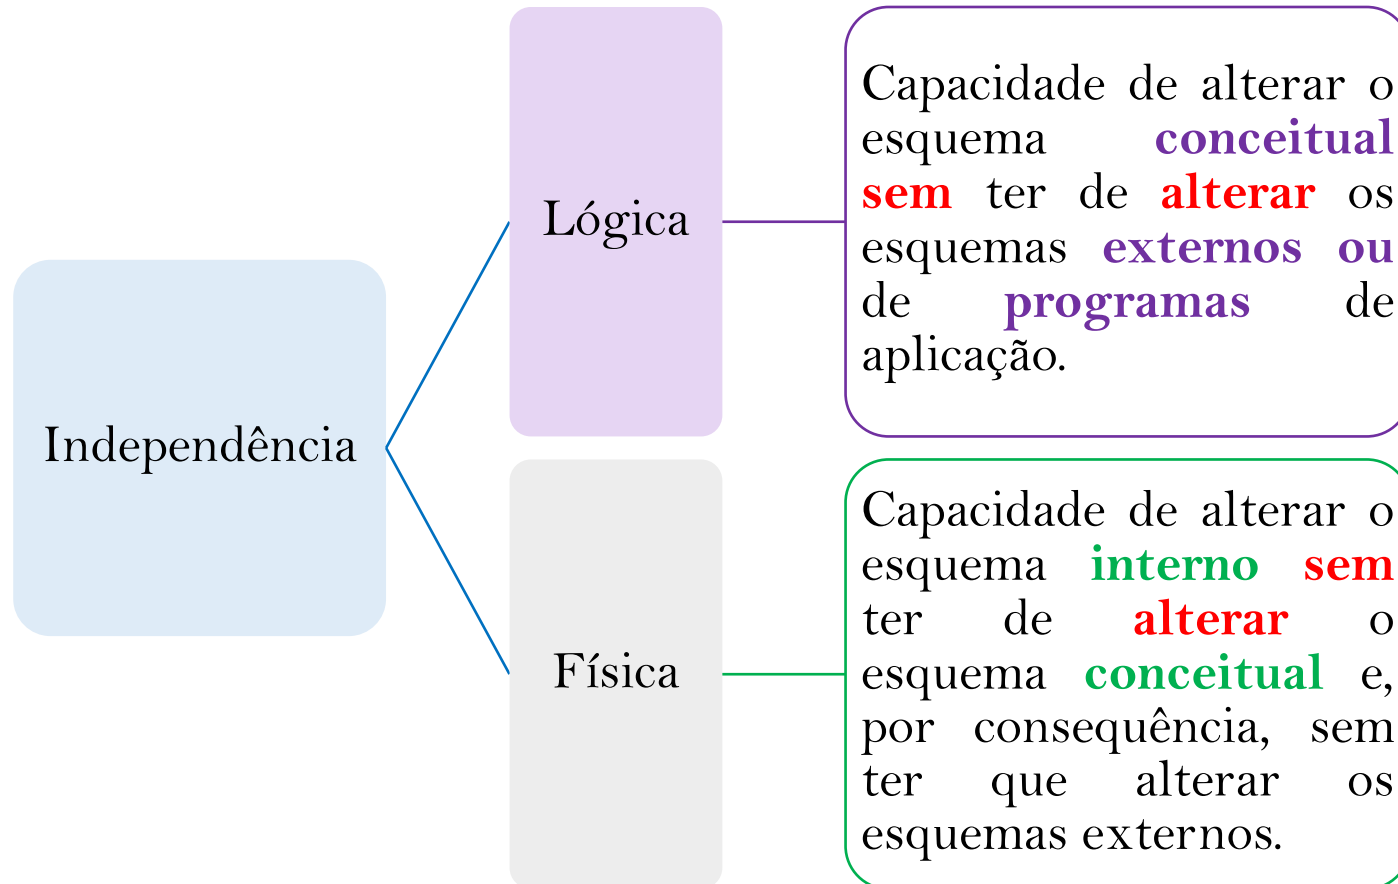 Independência
Lógica
Capacidade de alterar o
esquema conceitual
sem ter de alterar os
esquemas externos ou
de programas de
aplicação.
Física
Capacidade de alterar o
esquema interno sem
ter de alterar o
esquema conceitual e,
por consequência, sem
ter que alterar os
esquemas externos.